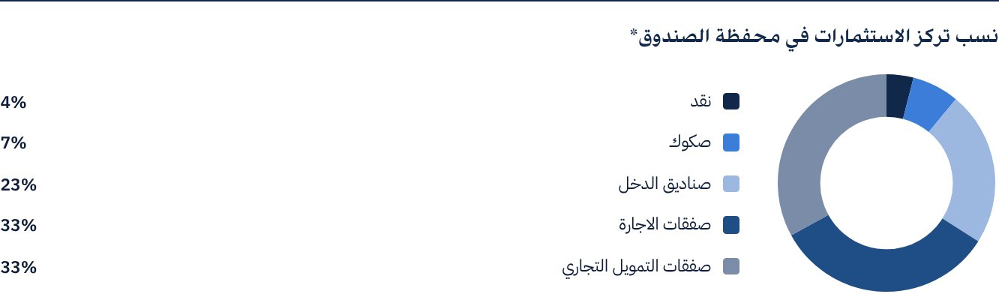 نسب تركز الاستثمارات في محفظة الصندوق*
نقد 4%
صكوك 7%
صناديق الدخل 23%
صفقات الاجارة 33%
صفقات التمويل التجاري 33%